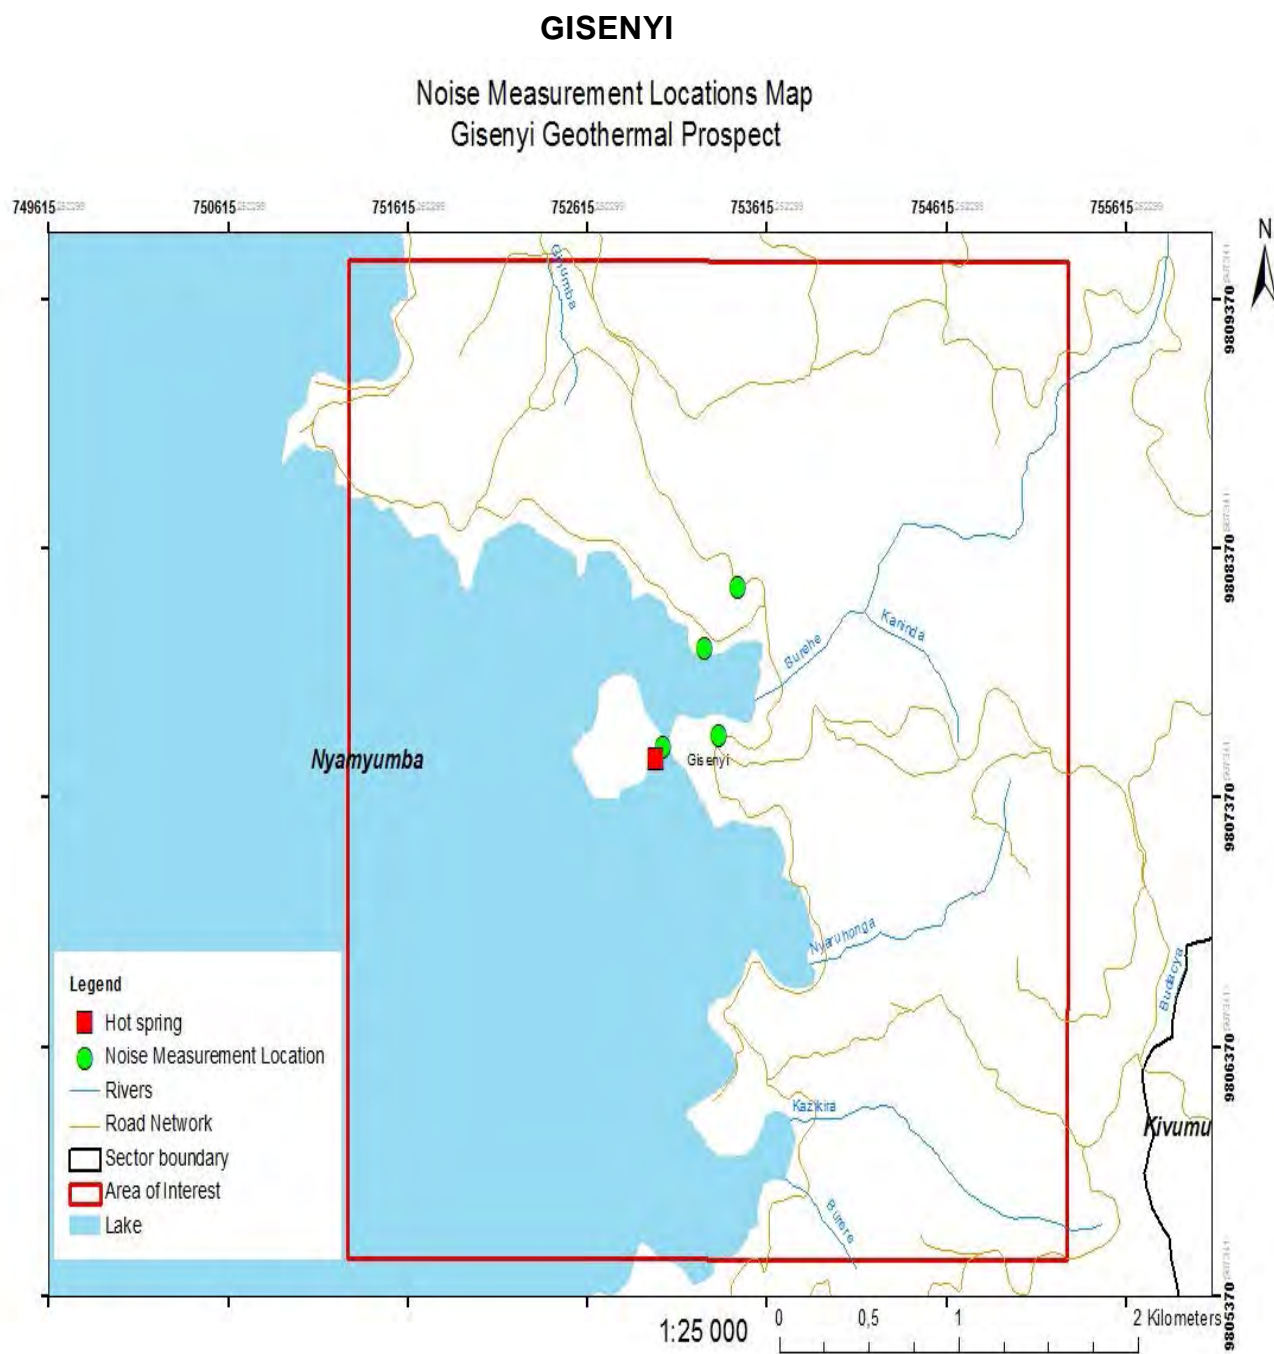 GISENYI
Noise Measurement Locations Map
Gisenyi Geothermal Prospect
749615 750615 751615 752615 753615 754615 755615
N
9809370
9808370
9807370
9806370
9805370
Burehe
Kaninda
Nyamyumba
Gisenyi
Nyaruhonga
Kazikira
Kivumu
Burere
Legend
Hot spring
Noise Measurement Location
Rivers
Road Network
Sector boundary
Area of Interest
Lake
1:25 000
0 0,5 1 2 Kilometers